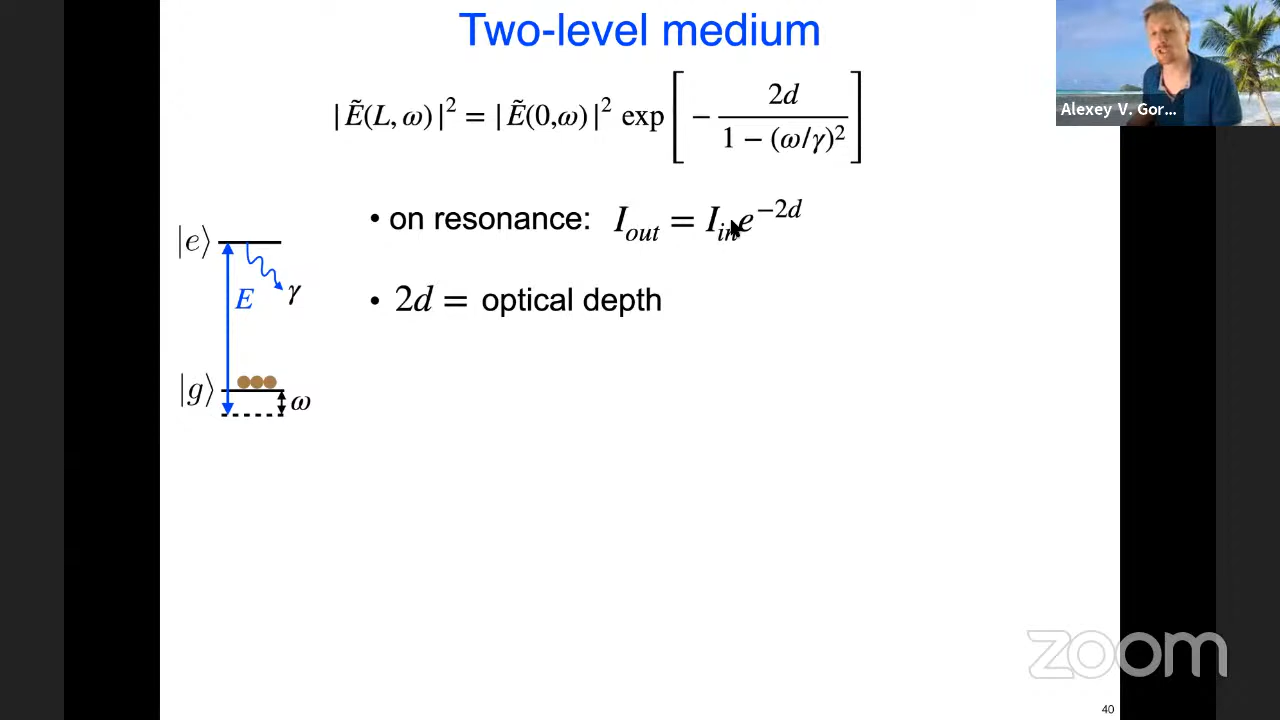 Two-level medium
|Ẽ(L, ω)|² = |Ẽ(0,ω)|² exp[ − 2d / (1 − (ω/γ)²) ]
Alexey V. Gor...
• on resonance: I_out = I_in e^{−2d}
|e⟩
E
γ
• 2d = optical depth
|g⟩
ω
zoom
40